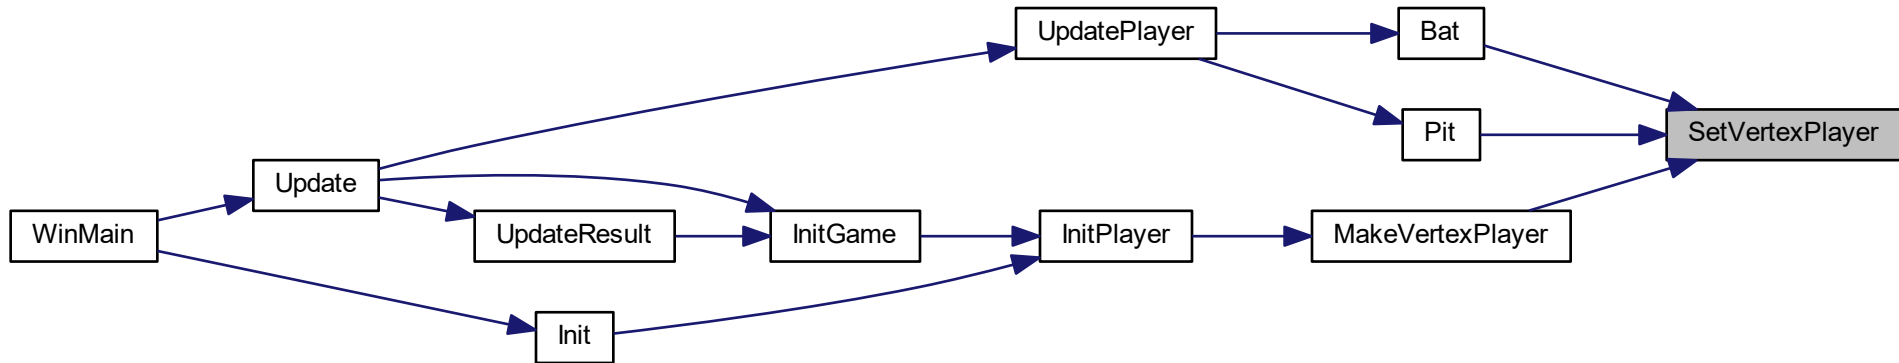 UpdatePlayer
Bat
Pit
SetVertexPlayer
Update
WinMain
UpdateResult
InitGame
InitPlayer
MakeVertexPlayer
Init